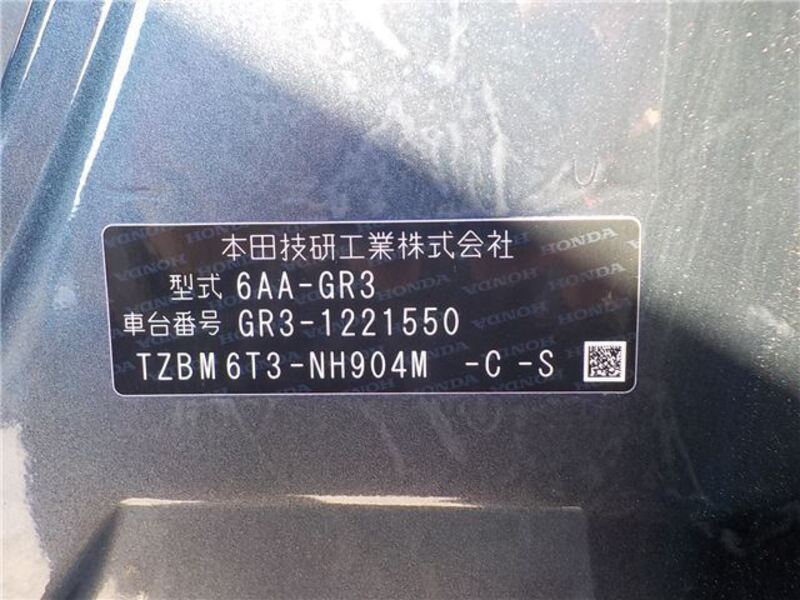 本田技研工業株式会社
型式 6AA-GR3
車台番号 GR3-1221550
TZBM6T3-NH904M -C -S